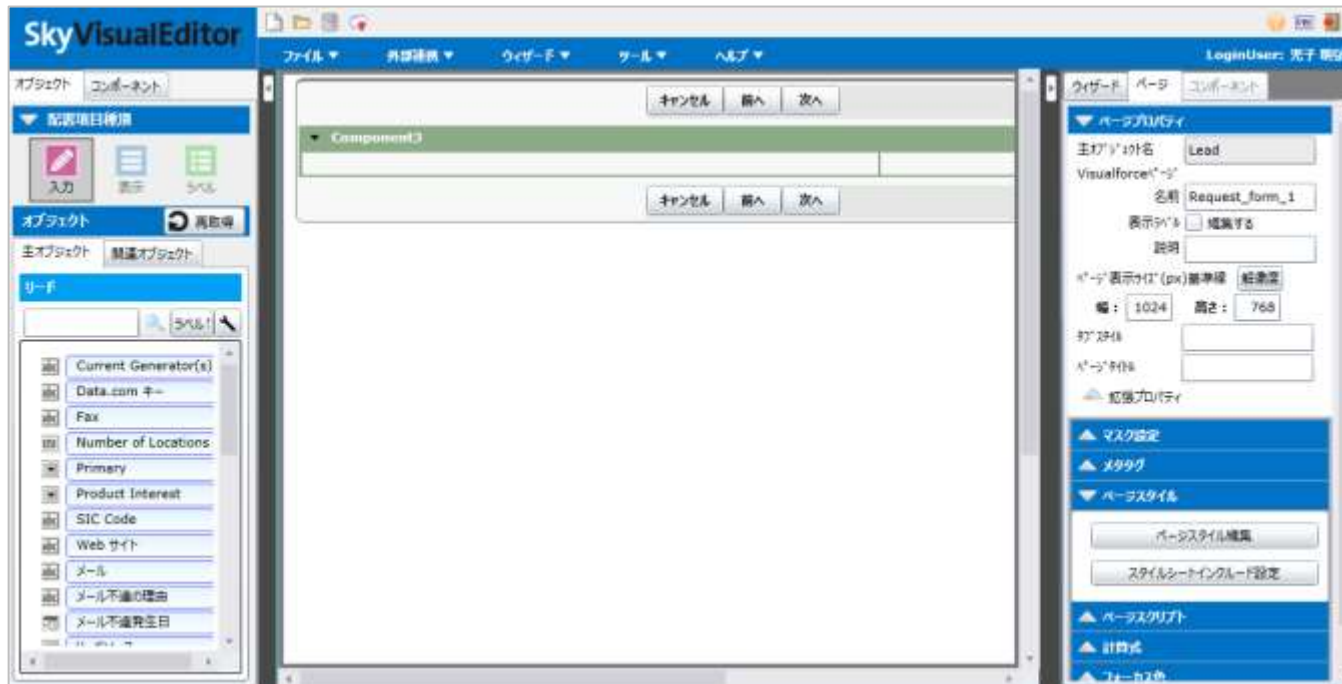 SkyVisualEditor
ファイル ▼ 外部連携 ▼ ウィザード ▼ ツール ▼ ヘルプ ▼ LoginUser: 児子
オブジェクト コンポーネント
配置項目種類
入力 表示 ラベル
オブジェクト 再取得
主オブジェクト 関連オブジェクト
リード
ラベル↑
Current Generator(s)
Data.com キー
Fax
Number of Locations
Primary
Product Interest
SIC Code
Web サイト
メール
メール不達の理由
メール不達発生日
キャンセル 前へ 次へ
Component3
キャンセル 前へ 次へ
ウィザード ページ コンポーネント
ページプロパティ
主オブジェクト名 Lead
Visualforceページ
名前 Request_form_1
表示ラベル 編集する
説明
ページ表示サイズ(px)基準線
幅： 1024 高さ： 768
タブスタイル
ページタイトル
拡張プロパティ
マスク設定
メタタグ
ページスタイル
ページスタイル編集
スタイルシートインクルード設定
ページスクリプト
計算式
フォーカス色